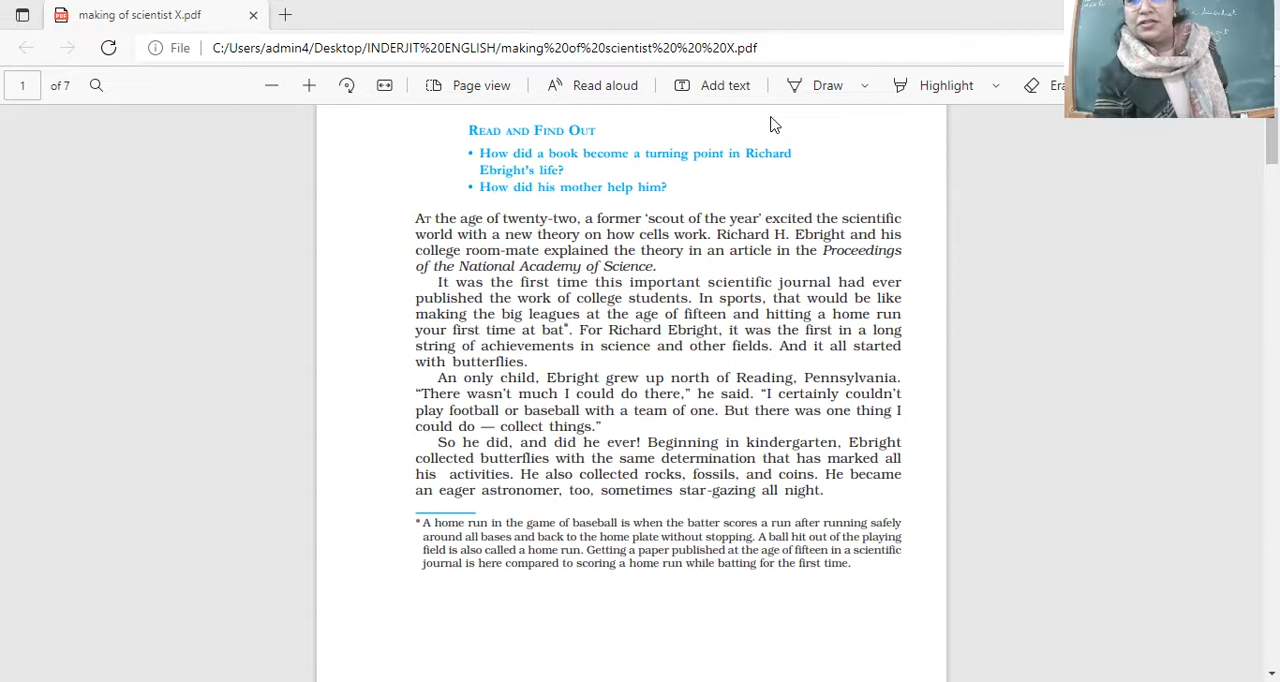 making of scientist X.pdf
File C:/Users/admin4/Desktop/INDERJIT%20ENGLISH/making%20of%20scientist%20%20%20X.pdf
1 of 7 Page view Read aloud Add text Draw Highlight
READ AND FIND OUT
• How did a book become a turning point in Richard
Ebright's life?
• How did his mother help him?
AT the age of twenty-two, a former ‘scout of the year’ excited the scientific
world with a new theory on how cells work. Richard H. Ebright and his
college room-mate explained the theory in an article in the Proceedings
of the National Academy of Science.
It was the first time this important scientific journal had ever
published the work of college students. In sports, that would be like
making the big leagues at the age of fifteen and hitting a home run
your first time at bat*. For Richard Ebright, it was the first in a long
string of achievements in science and other fields. And it all started
with butterflies.
An only child, Ebright grew up north of Reading, Pennsylvania.
“There wasn’t much I could do there,” he said. “I certainly couldn’t
play football or baseball with a team of one. But there was one thing I
could do — collect things.”
So he did, and did he ever! Beginning in kindergarten, Ebright
collected butterflies with the same determination that has marked all
his activities. He also collected rocks, fossils, and coins. He became
an eager astronomer, too, sometimes star-gazing all night.
* A home run in the game of baseball is when the batter scores a run after running safely
around all bases and back to the home plate without stopping. A ball hit out of the playing
field is also called a home run. Getting a paper published at the age of fifteen in a scientific
journal is here compared to scoring a home run while batting for the first time.